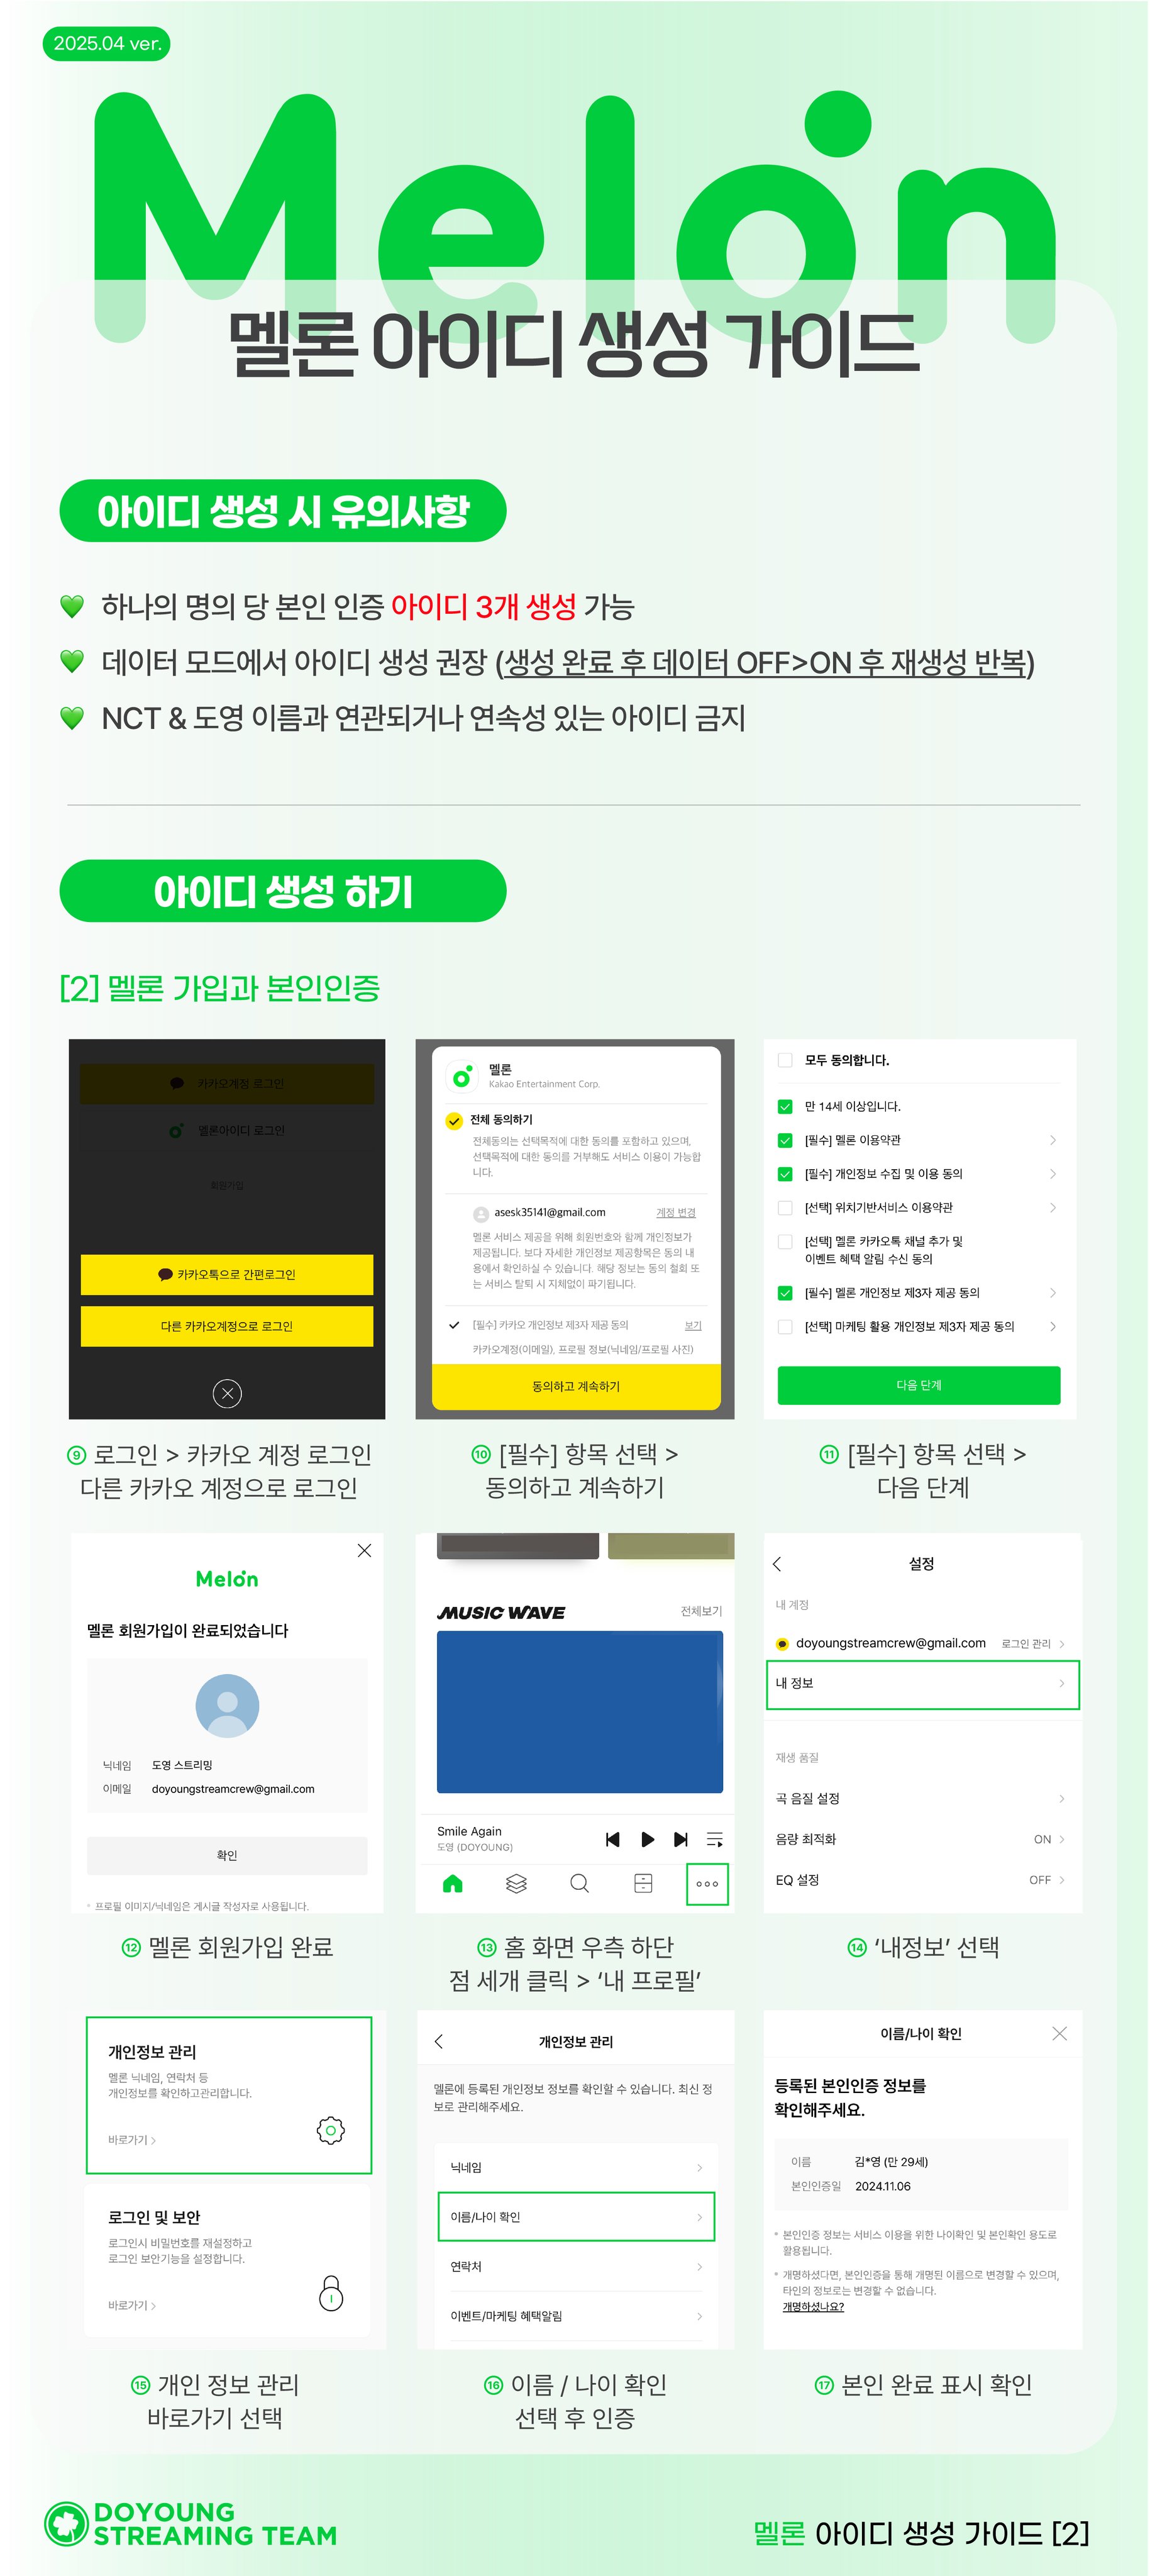 2025.04 ver.
Melon
멜론 아이디 생성 가이드
아이디 생성 시 유의사항
💚 하나의 명의 당 본인 인증 아이디 3개 생성 가능
💚 데이터 모드에서 아이디 생성 권장 (생성 완료 후 데이터 OFF>ON 후 재생성 반복)
💚 NCT & 도영 이름과 연관되거나 연속성 있는 아이디 금지
아이디 생성 하기
[2] 멜론 가입과 본인인증
카카오계정 로그인
멜론아이디 로그인
회원가입
카카오톡으로 간편로그인
다른 카카오계정으로 로그인
⑨ 로그인 > 카카오 계정 로그인
다른 카카오 계정으로 로그인
멜론
Kakao Entertainment Corp.
전체 동의하기
전체동의는 선택목적에 대한 동의를 포함하고 있으며,
선택목적에 대한 동의를 거부해도 서비스 이용이 가능합
니다.
asesk35141@gmail.com 계정 변경
멜론 서비스 제공을 위해 회원번호와 함께 개인정보가
제공됩니다. 보다 자세한 개인정보 제공항목은 동의 내
용에서 확인하실 수 있습니다. 해당 정보는 동의 철회 또
는 서비스 탈퇴 시 지체없이 파기됩니다.
[필수] 카카오 개인정보 제3자 제공 동의 보기
카카오계정(이메일), 프로필 정보(닉네임/프로필 사진)
동의하고 계속하기
⑩ [필수] 항목 선택 >
동의하고 계속하기
모두 동의합니다.
만 14세 이상입니다.
[필수] 멜론 이용약관
[필수] 개인정보 수집 및 이용 동의
[선택] 위치기반서비스 이용약관
[선택] 멜론 카카오톡 채널 추가 및
이벤트 혜택 알림 수신 동의
[필수] 멜론 개인정보 제3자 제공 동의
[선택] 마케팅 활용 개인정보 제3자 제공 동의
다음 단계
⑪ [필수] 항목 선택 >
다음 단계
Melon
멜론 회원가입이 완료되었습니다
닉네임 도영 스트리밍
이메일 doyoungstreamcrew@gmail.com
확인
* 프로필 이미지/닉네임은 게시글 작성자로 사용됩니다.
⑫ 멜론 회원가입 완료
MUSIC WAVE 전체보기
Smile Again
도영 (DOYOUNG)
⑬ 홈 화면 우측 하단
점 세개 클릭 > ‘내 프로필’
설정
내 계정
doyoungstreamcrew@gmail.com 로그인 관리
내 정보
재생 품질
곡 음질 설정
음량 최적화 ON
EQ 설정 OFF
⑭ ‘내정보’ 선택
개인정보 관리
멜론 닉네임, 연락처 등
개인정보를 확인하고관리합니다.
바로가기 >
로그인 및 보안
로그인시 비밀번호를 재설정하고
로그인 보안기능을 설정합니다.
바로가기 >
⑮ 개인 정보 관리
바로가기 선택
개인정보 관리
멜론에 등록된 개인정보 정보를 확인할 수 있습니다. 최신 정
보로 관리해주세요.
닉네임
이름/나이 확인
연락처
이벤트/마케팅 혜택알림
⑯ 이름 / 나이 확인
선택 후 인증
이름/나이 확인
등록된 본인인증 정보를
확인해주세요.
이름 김*영 (만 29세)
본인인증일 2024.11.06
* 본인인증 정보는 서비스 이용을 위한 나이확인 및 본인확인 용도로
활용됩니다.
* 개명하셨다면, 본인인증을 통해 개명된 이름으로 변경할 수 있으며,
타인의 정보로는 변경할 수 없습니다.
개명하셨나요?
⑰ 본인 완료 표시 확인
DOYOUNG
STREAMING TEAM
멜론 아이디 생성 가이드 [2]